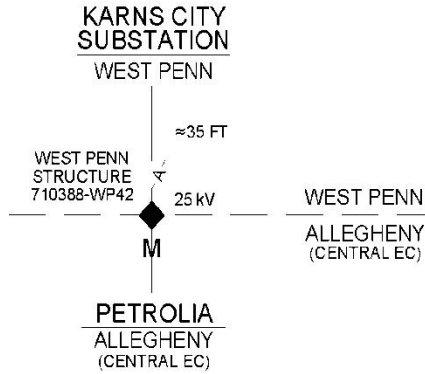 KARNS CITY
SUBSTATION
WEST PENN
≈35 FT
WEST PENN
STRUCTURE
710388-WP42
25 kV
WEST PENN
M
ALLEGHENY
(CENTRAL EC)
PETROLIA
ALLEGHENY
(CENTRAL EC)